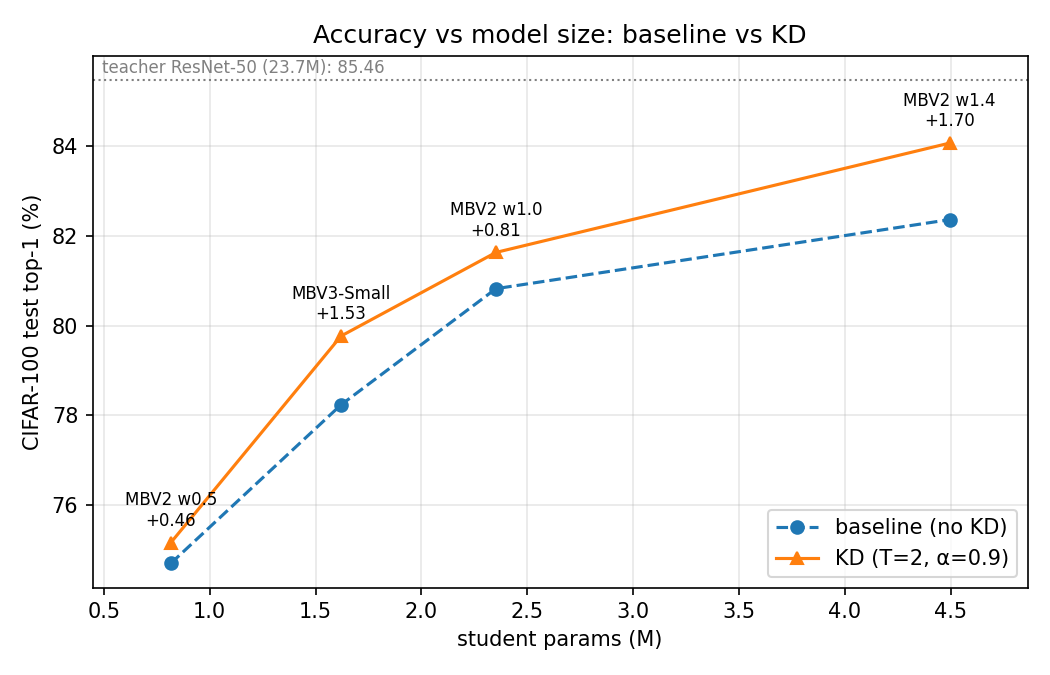 Accuracy vs model size: baseline vs KD
teacher ResNet-50 (23.7M): 85.46
MBV2 w1.4
+1.70
MBV2 w1.0
+0.81
MBV3-Small
+1.53
MBV2 w0.5
+0.46
CIFAR-100 test top-1 (%)
84
82
80
78
76
baseline (no KD)
KD (T=2, α=0.9)
0.5 1.0 1.5 2.0 2.5 3.0 3.5 4.0 4.5
student params (M)